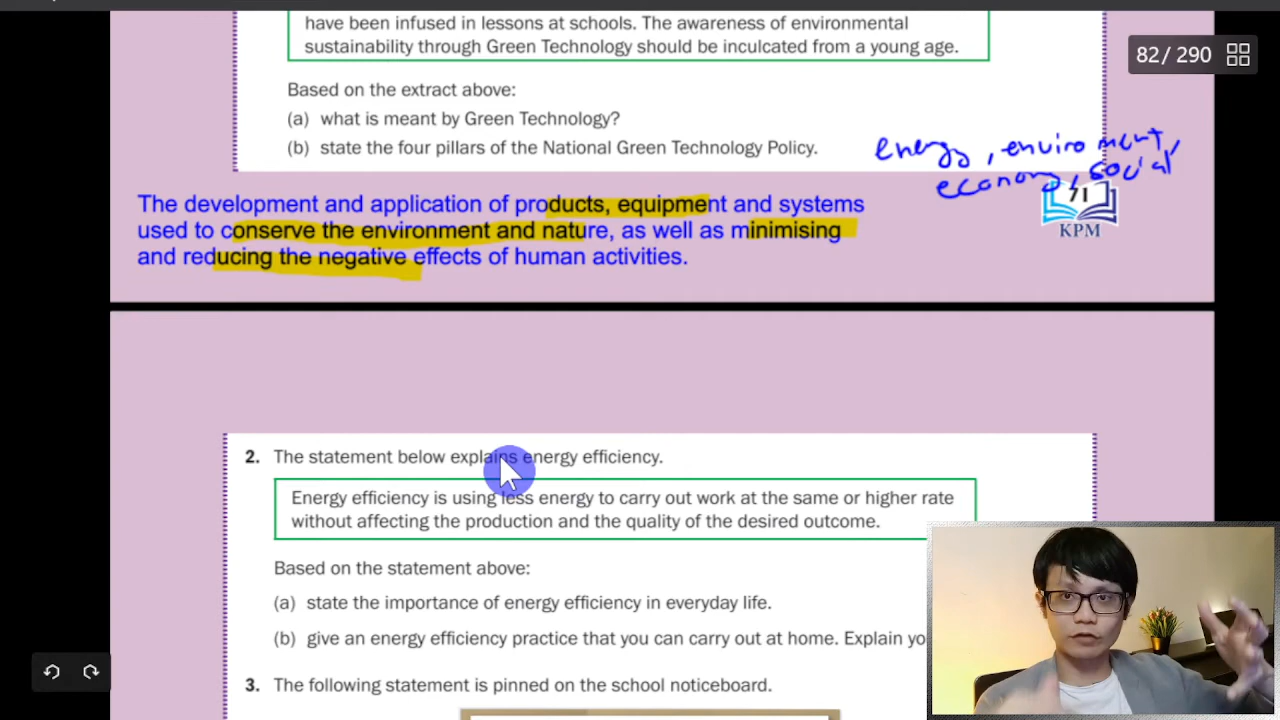 have been infused in lessons at schools. The awareness of environmental
sustainability through Green Technology should be inculcated from a young age.
82/ 290
Based on the extract above:
(a) what is meant by Green Technology?
(b) state the four pillars of the National Green Technology Policy.
energy, enviroment,
economy, social
71
KPM
The development and application of products, equipment and systems
used to conserve the environment and nature, as well as minimising
and reducing the negative effects of human activities.
2. The statement below explains energy efficiency.
Energy efficiency is using less energy to carry out work at the same or higher rate
without affecting the production and the quality of the desired outcome.
Based on the statement above:
(a) state the importance of energy efficiency in everyday life.
(b) give an energy efficiency practice that you can carry out at home. Explain yo
3. The following statement is pinned on the school noticeboard.